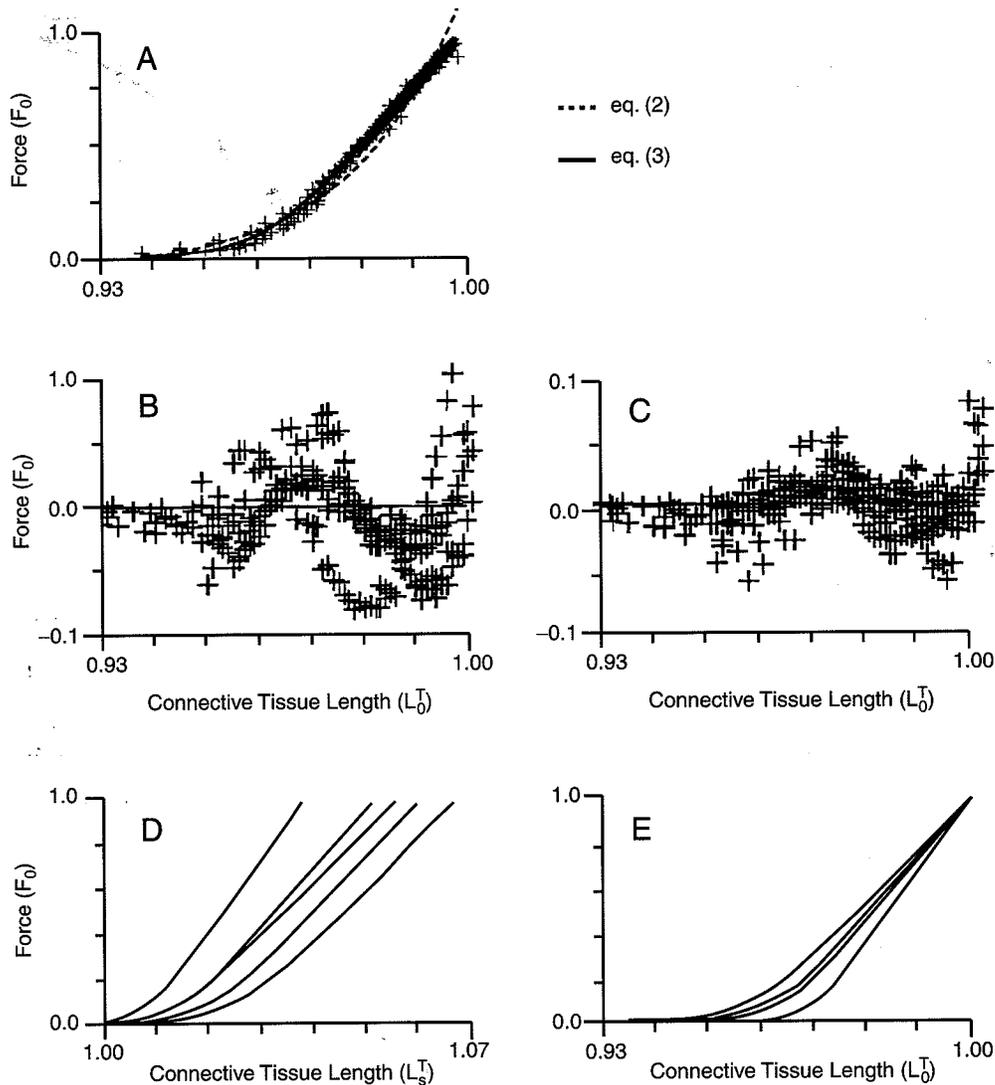 A
1.0
Force (F₀)
0.0
0.93
1.00
eq. (2)
eq. (3)
B
1.0
Force (F₀)
0.0
−0.1
0.93
1.00
Connective Tissue Length (L₀ᵀ)
C
0.1
0.0
−0.1
0.93
1.00
Connective Tissue Length (L₀ᵀ)
D
1.0
Force (F₀)
0.0
1.00
1.07
Connective Tissue Length (Lₛᵀ)
E
1.0
0.0
0.93
1.00
Connective Tissue Length (L₀ᵀ)